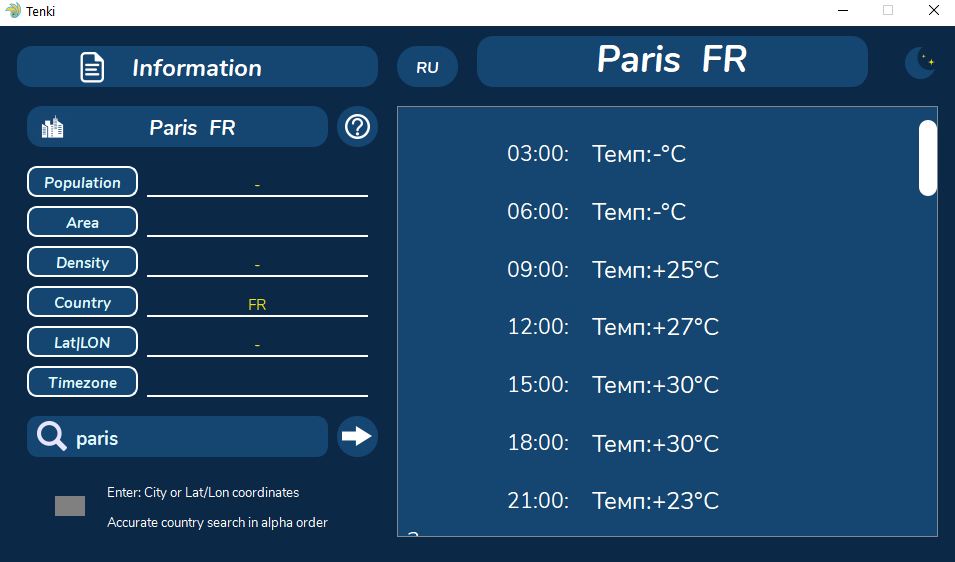 Tenki
Information
RU
Paris FR
Paris FR
Population -
Area
Density -
Country FR
Lat|LON -
Timezone
paris
Enter: City or Lat/Lon coordinates
Accurate country search in alpha order
03:00: Темп:-°C
06:00: Темп:-°C
09:00: Темп:+25°C
12:00: Темп:+27°C
15:00: Темп:+30°C
18:00: Темп:+30°C
21:00: Темп:+23°C